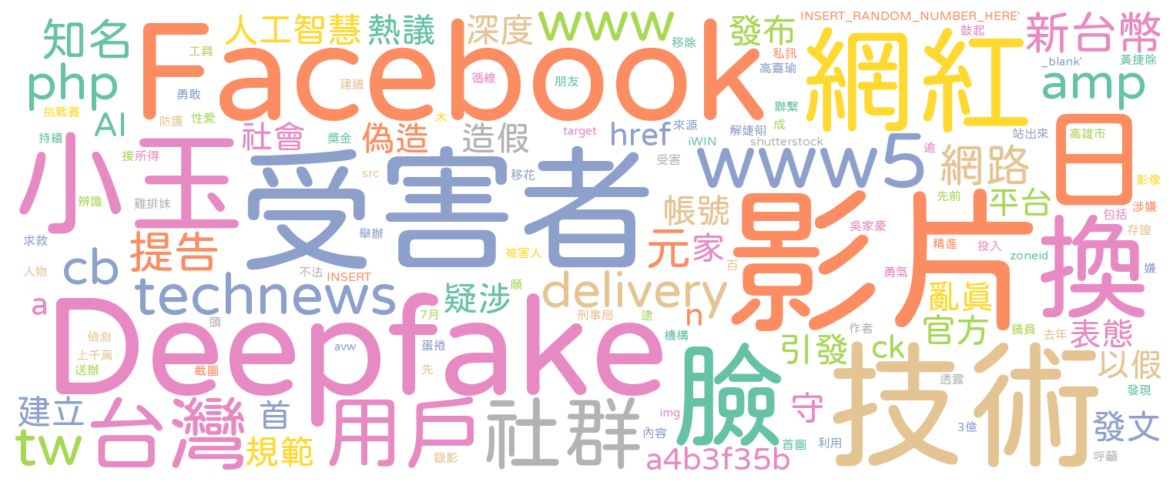 INSERT_RANDOM_NUMBER_HERE'
知名
工具
人工智慧
熱議
深度
www
移除
發布
私訊
鼓起
新台幣
php
勇敢
Facebook
建議
循線
朋友
高嘉瑜
網紅
_blank'
黃捷除
amp
挑戰賽
AI
防護
性愛
木
聯繫
持續
社會
獎金
偽造
造假
target
href
來源
iWIN
解婕翎
成
shutterstock
站出來
高雄市
日
接
所得
小玉
受害者
受害
www5
逾
網路
src
移花
影像
辨識
雞排妹
帳號
先前
平台
涉嫌
包括
求救
提告
舉辦
元
家
影片
吳家豪
存證
換
人物
cb
不法
INSERT
被害人
百
精進
投入
zoneid
嫌
勇氣
technews
疑涉
願
delivery
亂真
a
Deepfake
頭
7月
刑事局
逮
n
機構
作者
官方
議員
去年
表態
偵測
上千萬
送辦
截圖
avw
蛋捲
先
臉
引發
ck
技術
透露
以假
發現
建立
台灣
首
用戶
社群
img
守
3億
發文
tw
規範
錄影
內容
a4b3f35b
首圖
利用
呼籲